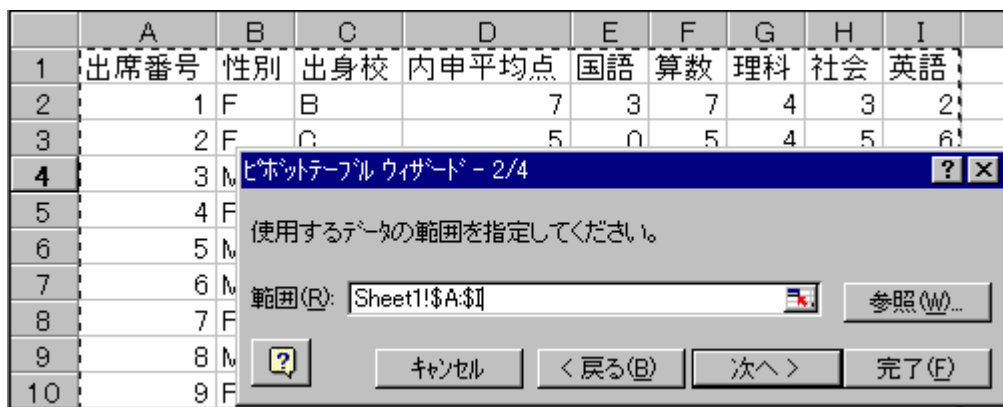 A B C D E F G H I
1 出席番号 性別 出身校 内申平均点 国語 算数 理科 社会 英語
2 1 F B 7 3 7 4 3 2
3 2 F C 5 0 5 4 5 6
4 3 M ﾋﾟﾎﾞｯﾄﾃｰﾌﾞﾙ ｳｨｻﾞｰﾄﾞ - 2/4
5 4 F
使用するﾃﾞｰﾀの範囲を指定してください。
6 5 M
7 6 M 範囲(R): Sheet1!$A:$I 参照(W)...
8 7 F
9 8 M ｷｬﾝｾﾙ < 戻る(B) 次へ > 完了(F)
10 9 F